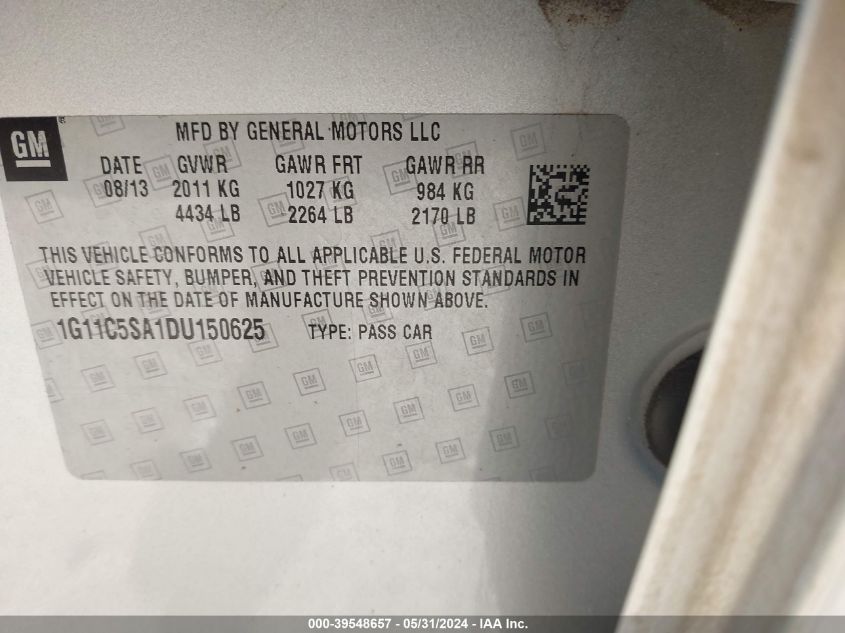 GM
MFD BY GENERAL MOTORS LLC
DATE GVWR GAWR FRT GAWR RR
08/13 2011 KG 1027 KG 984 KG
4434 LB 2264 LB 2170 LB
THIS VEHICLE CONFORMS TO ALL APPLICABLE U.S. FEDERAL MOTOR
VEHICLE SAFETY, BUMPER, AND THEFT PREVENTION STANDARDS IN
EFFECT ON THE DATE OF MANUFACTURE SHOWN ABOVE.
1G11C5SA1DU150625 TYPE: PASS CAR
000-39548657 - 05/31/2024 - IAA Inc.